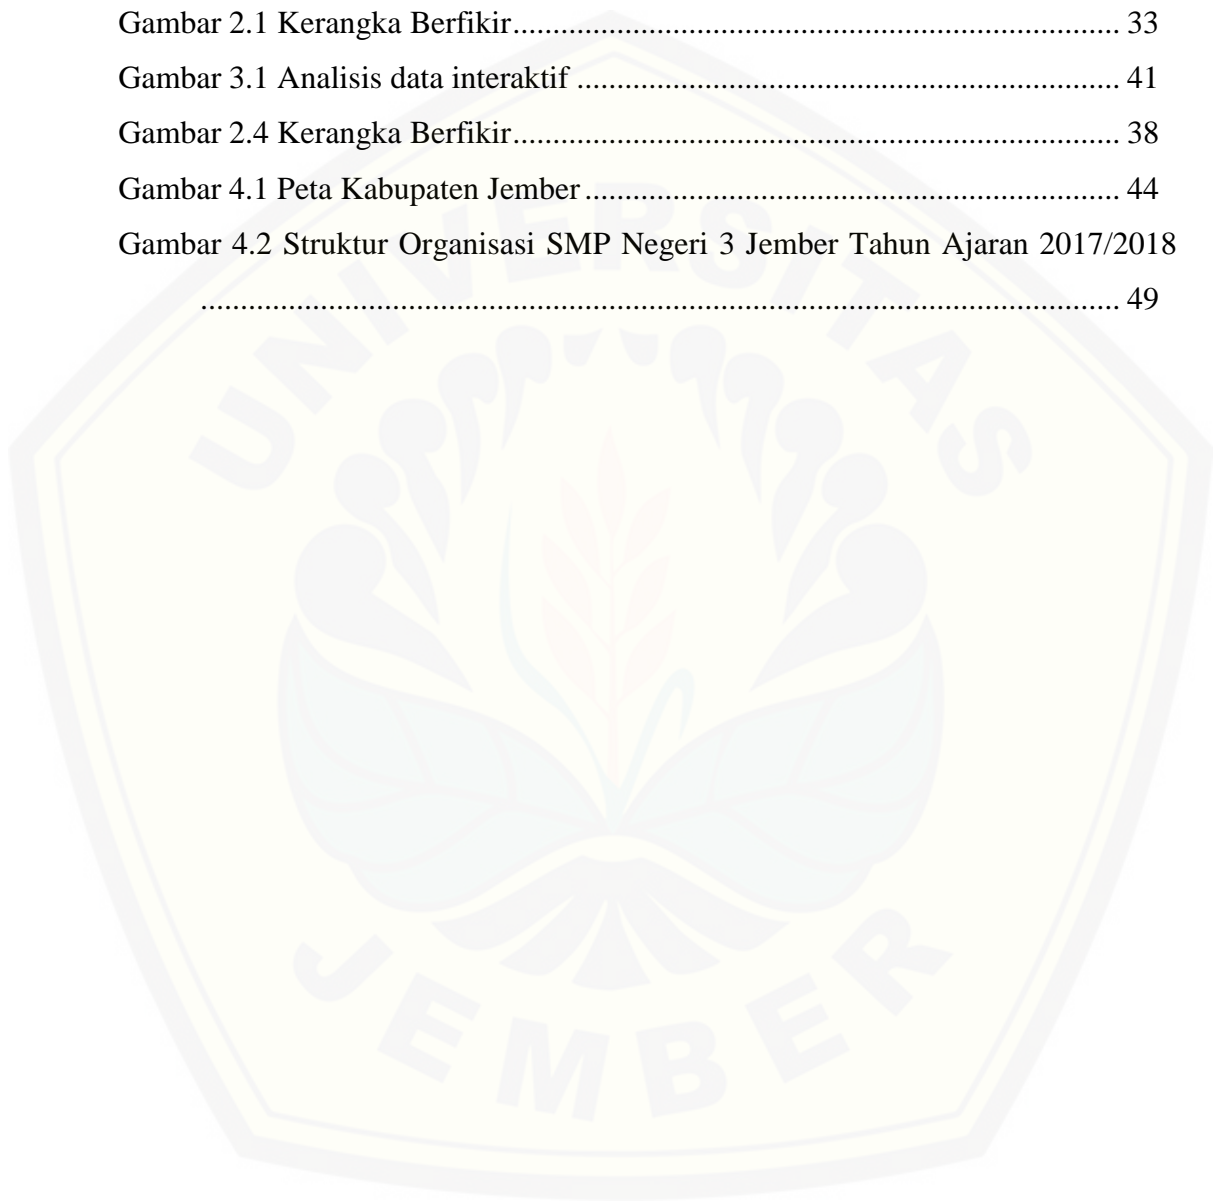 Gambar 2.1 Kerangka Berfikir........................................................................... 33
Gambar 3.1 Analisis data interaktif ................................................................... 41
Gambar 2.4 Kerangka Berfikir........................................................................... 38
Gambar 4.1 Peta Kabupaten Jember .................................................................. 44
Gambar 4.2 Struktur Organisasi SMP Negeri 3 Jember Tahun Ajaran 2017/2018
.................................................................................................................. 49
UNIVERSITAS
JEMBER